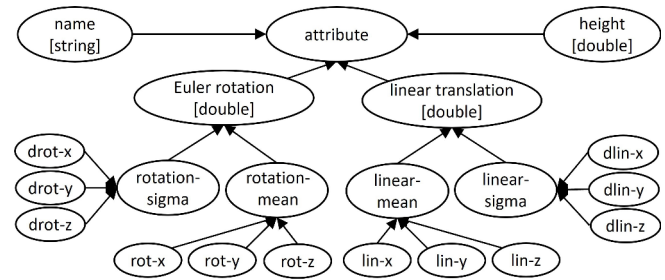 name
[string]
attribute
height
[double]
Euler rotation
[double]
linear translation
[double]
drot-x
drot-y
drot-z
rotation-
sigma
rotation-
mean
linear-
mean
linear-
sigma
dlin-x
dlin-y
dlin-z
rot-x
rot-y
rot-z
lin-x
lin-y
lin-z